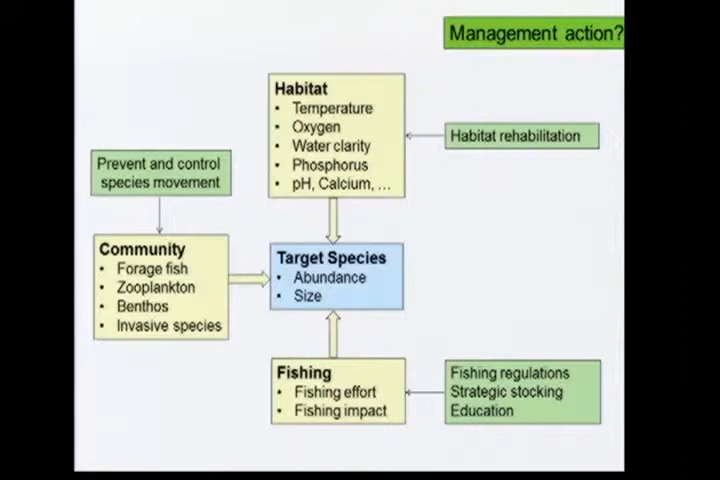 Management action?
Habitat
• Temperature
• Oxygen
• Water clarity
• Phosphorus
• pH, Calcium, ...
Habitat rehabilitation
Prevent and control
species movement
Community
• Forage fish
• Zooplankton
• Benthos
• Invasive species
Target Species
• Abundance
• Size
Fishing
• Fishing effort
• Fishing impact
Fishing regulations
Strategic stocking
Education